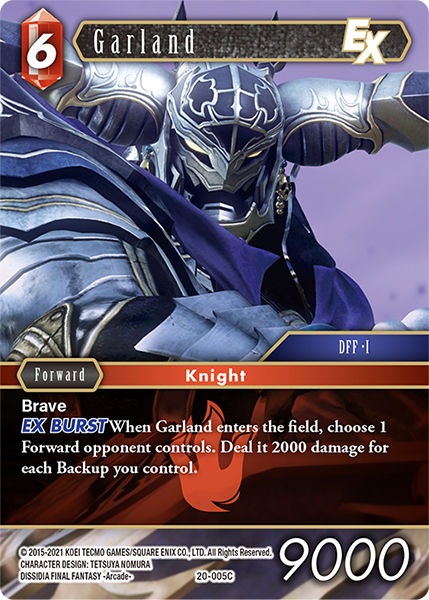 6 Garland EX
DFF · I
Forward Knight
Brave
EX BURST When Garland enters the field, choose 1
Forward opponent controls. Deal it 2000 damage for
each Backup you control.
© 2015-2021 KOEI TECMO GAMES/SQUARE ENIX CO., LTD. All Rights Reserved.
CHARACTER DESIGN: TETSUYA NOMURA
DISSIDIA FINAL FANTASY -Arcade- 20-005C 9000